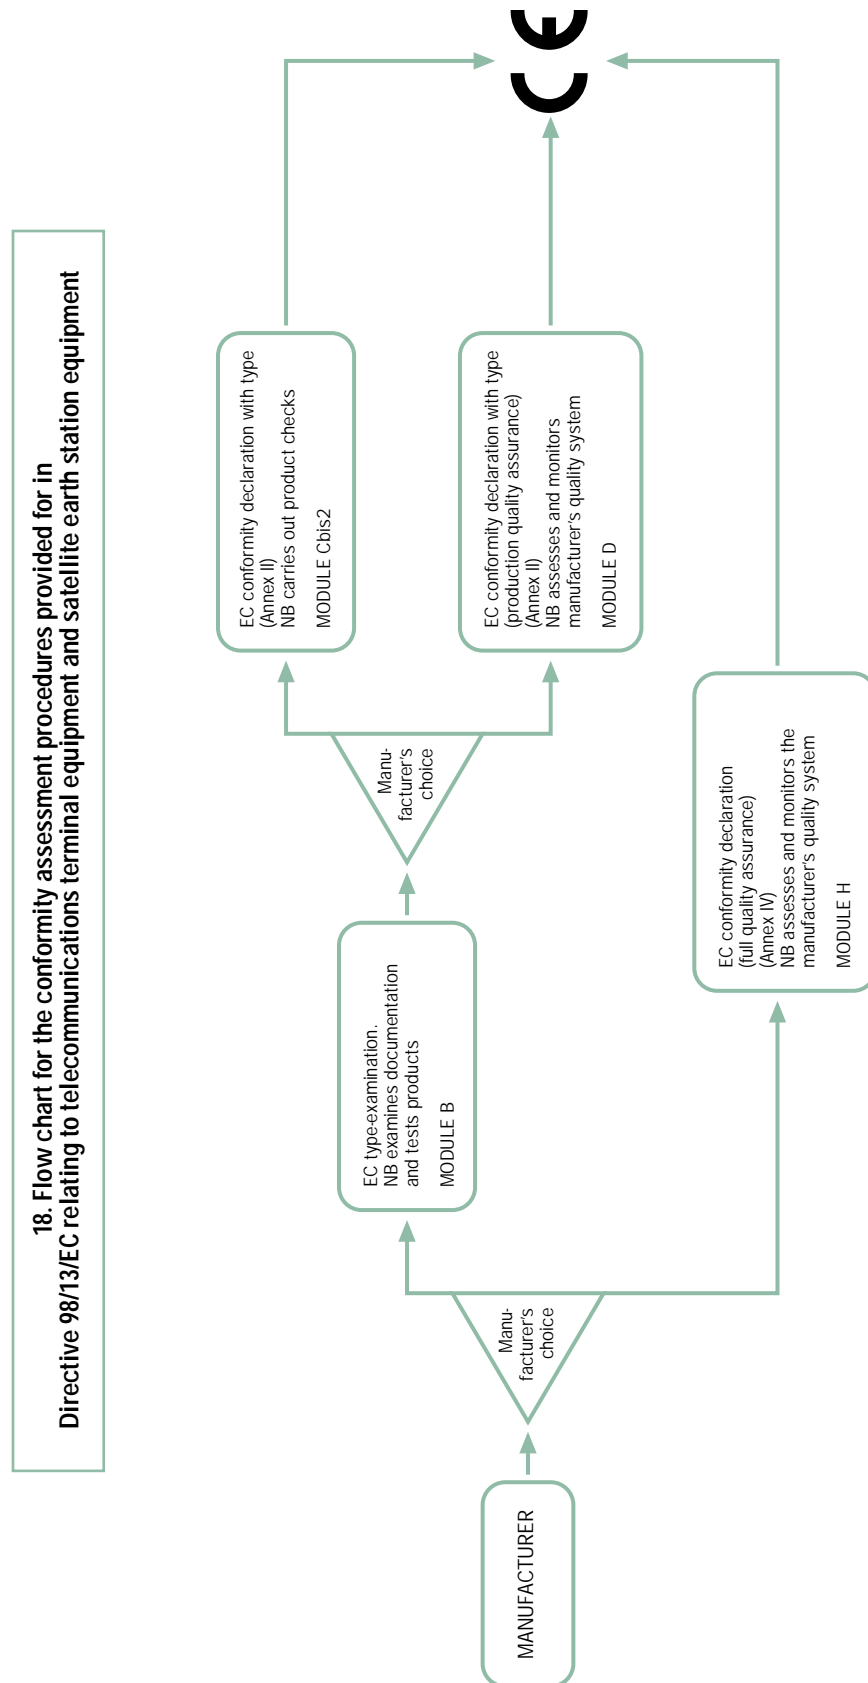 18. Flow chart for the conformity assessment procedures provided for in
Directive 98/13/EC relating to telecommunications terminal equipment and satellite earth station equipment
MANUFACTURER
Manu-
facturer's
choice
EC type-examination.
NB examines documentation
and tests products
MODULE B
Manu-
facturer's
choice
EC conformity declaration with type
(Annex II)
NB carries out product checks
MODULE Cbis2
EC conformity declaration with type
(production quality assurance)
(Annex II)
NB assesses and monitors
manufacturer's quality system
MODULE D
EC conformity declaration
(full quality assurance)
(Annex IV)
NB assesses and monitors the
manufacturer's quality system
MODULE H
CE